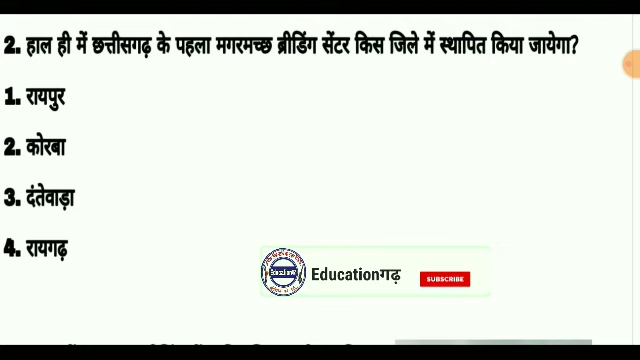 2. हाल ही में छत्तीसगढ़ के पहला मगरमच्छ ब्रीडिंग सेंटर किस जिले में स्थापित किया जायेगा?
1. रायपुर
2. कोरबा
3. दंतेवाड़ा
4. रायगढ़
Educationगढ़
SUBSCRIBE